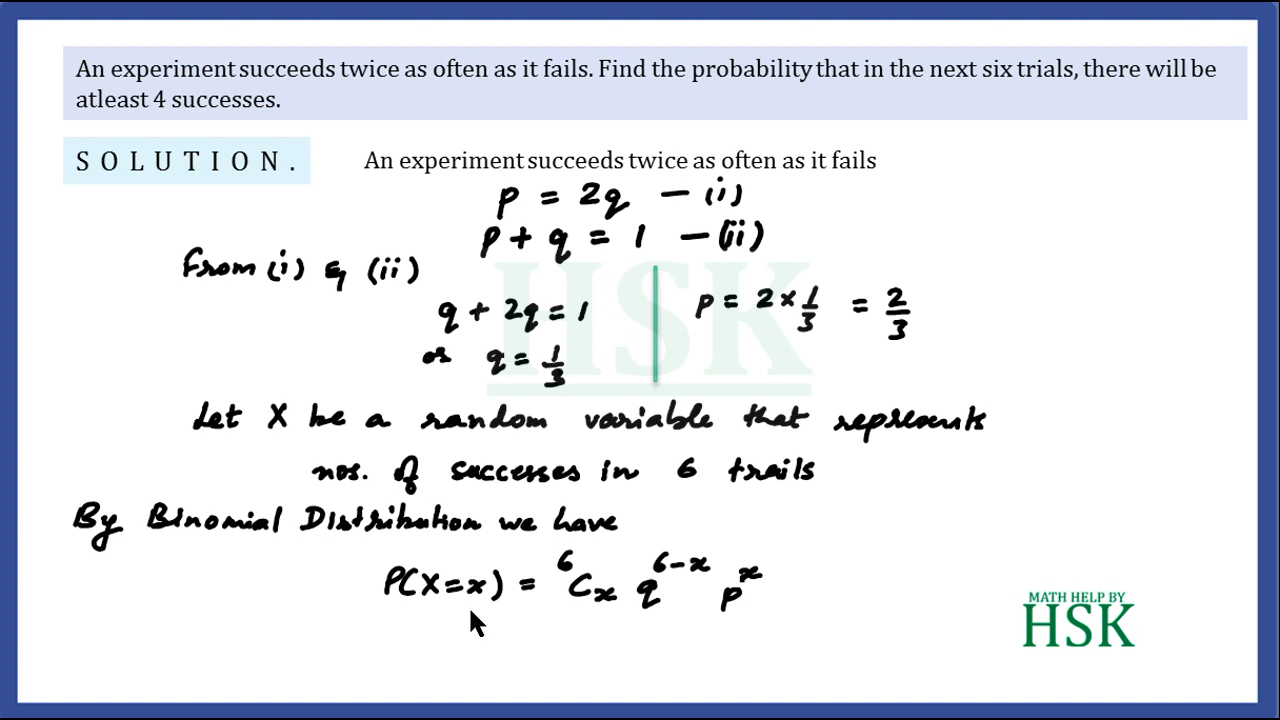 An experiment succeeds twice as often as it fails. Find the probability that in the next six trials, there will be
atleast 4 successes.
SOLUTION.
An experiment succeeds twice as often as it fails
p = 2q — (i)
p + q = 1 — (ii)
From (i) & (ii)
q + 2q = 1
or q = 1/3
p = 2 × 1/3 = 2/3
Let X be a random variable that represents
nos. of successes in 6 trails
By Binomial Distribution we have
P(X=x) = ⁶Cₓ q⁶⁻ˣ pˣ
MATH HELP BY
HSK
HSK